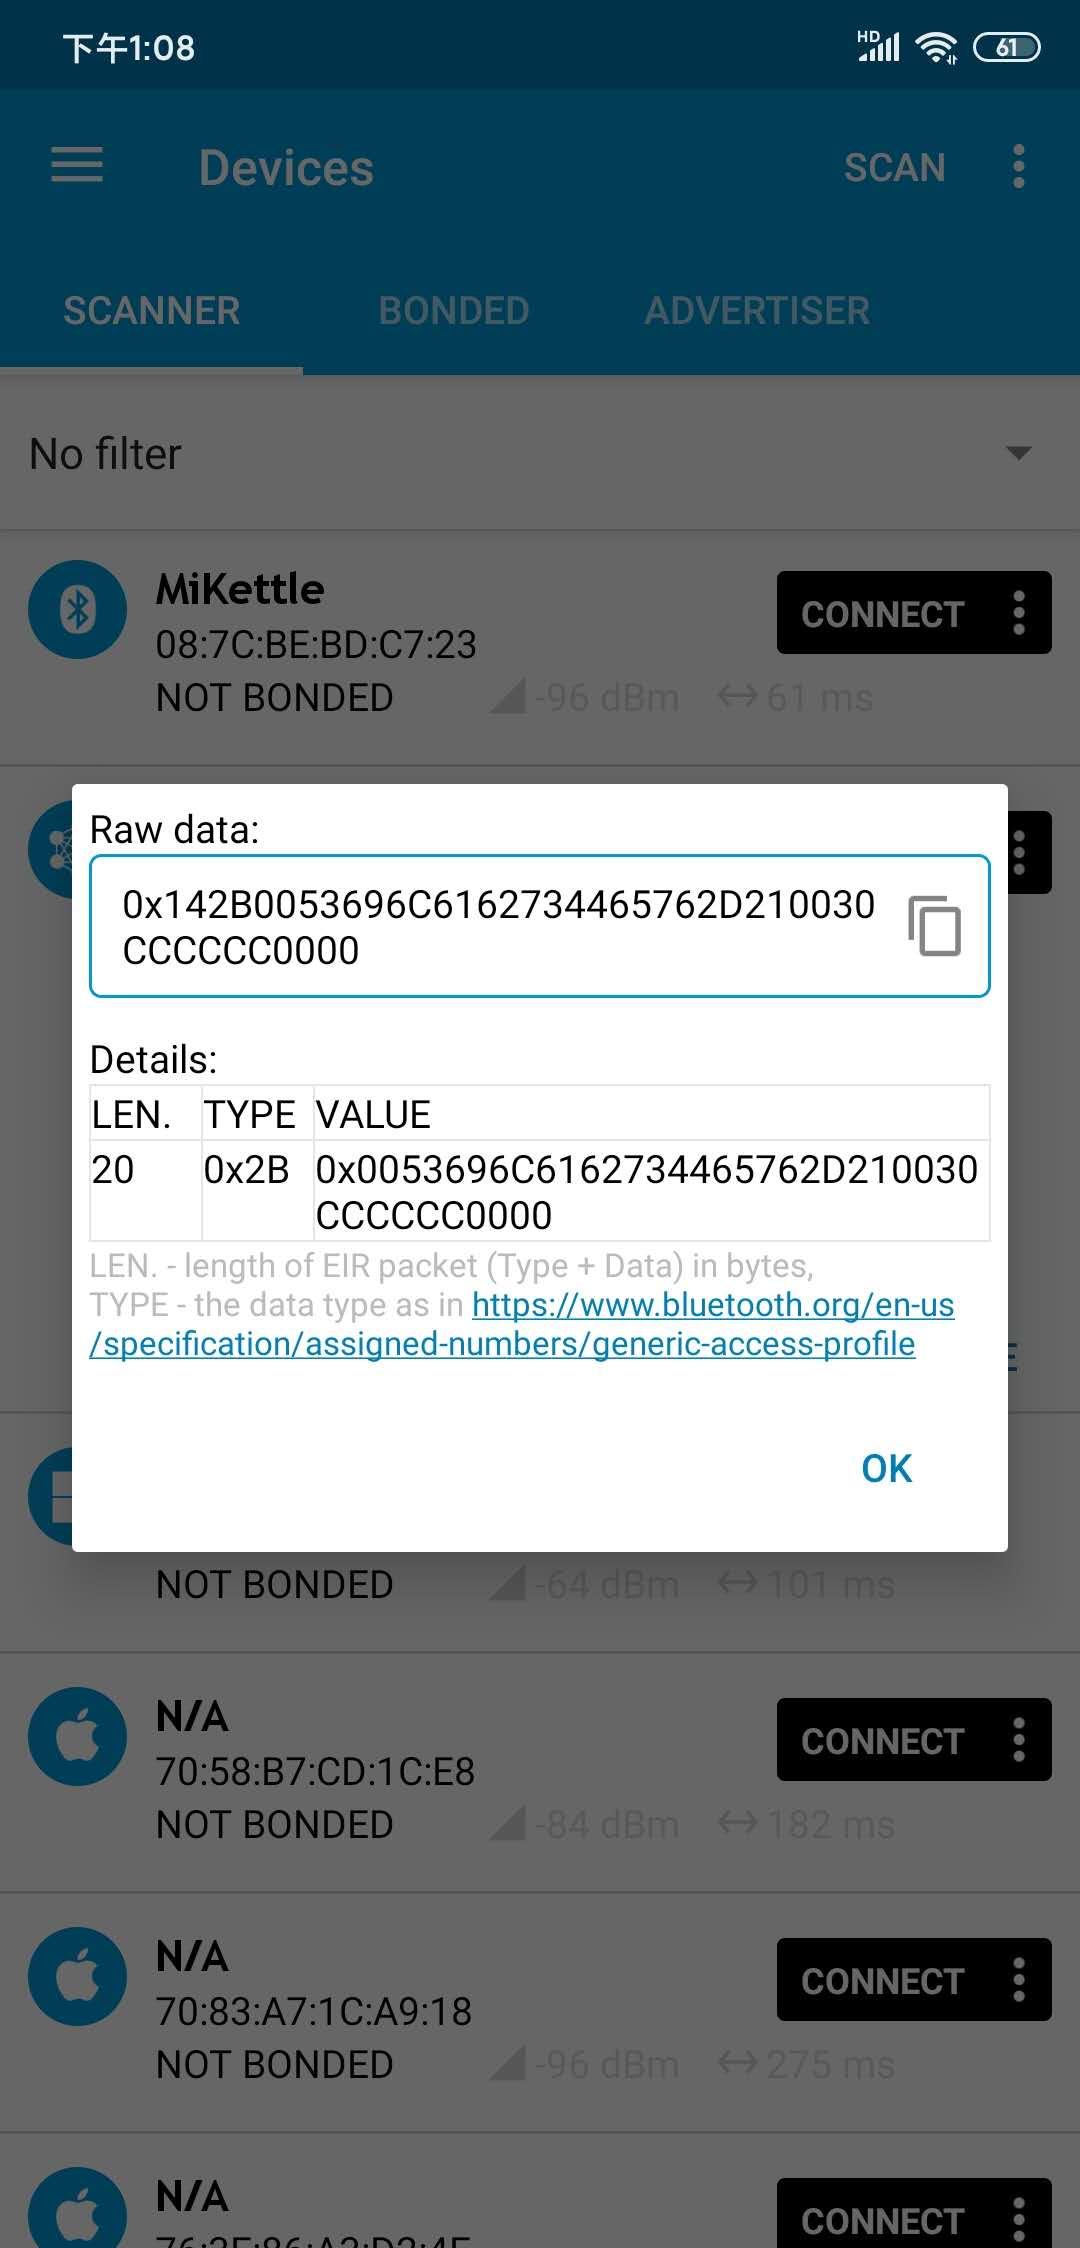 下午1:08
HD
61
Devices
SCAN
SCANNER
BONDED
ADVERTISER
No filter
MiKettle
CONNECT
08:7C:BE:BD:C7:23
NOT BONDED
-96 dBm
61 ms
Raw data:
0x142B0053696C6162734465762D210030
CCCCCC0000
Details:
LEN. TYPE VALUE
20 0x2B 0x0053696C6162734465762D210030
CCCCCC0000
LEN. - length of EIR packet (Type + Data) in bytes,
TYPE - the data type as in https://www.bluetooth.org/en-us
/specification/assigned-numbers/generic-access-profile
OK
NOT BONDED
-64 dBm
101 ms
N/A
CONNECT
70:58:B7:CD:1C:E8
NOT BONDED
-84 dBm
182 ms
N/A
CONNECT
70:83:A7:1C:A9:18
NOT BONDED
-96 dBm
275 ms
N/A
CONNECT